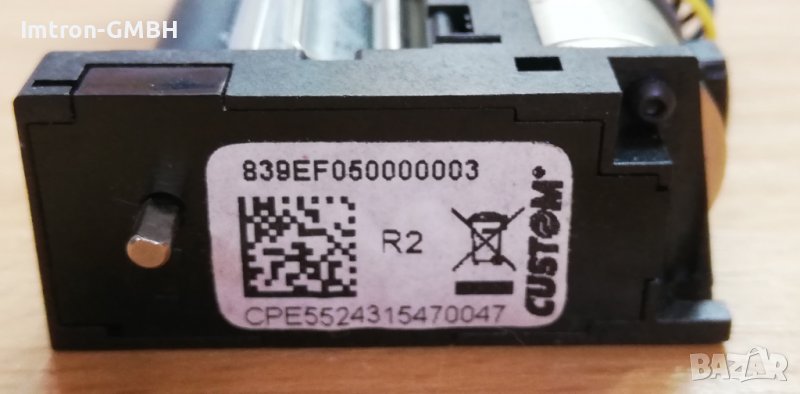 Imtron-GMBH
839EF050000003
R2
CUSTOM
CPE5524315470047
BAZAR